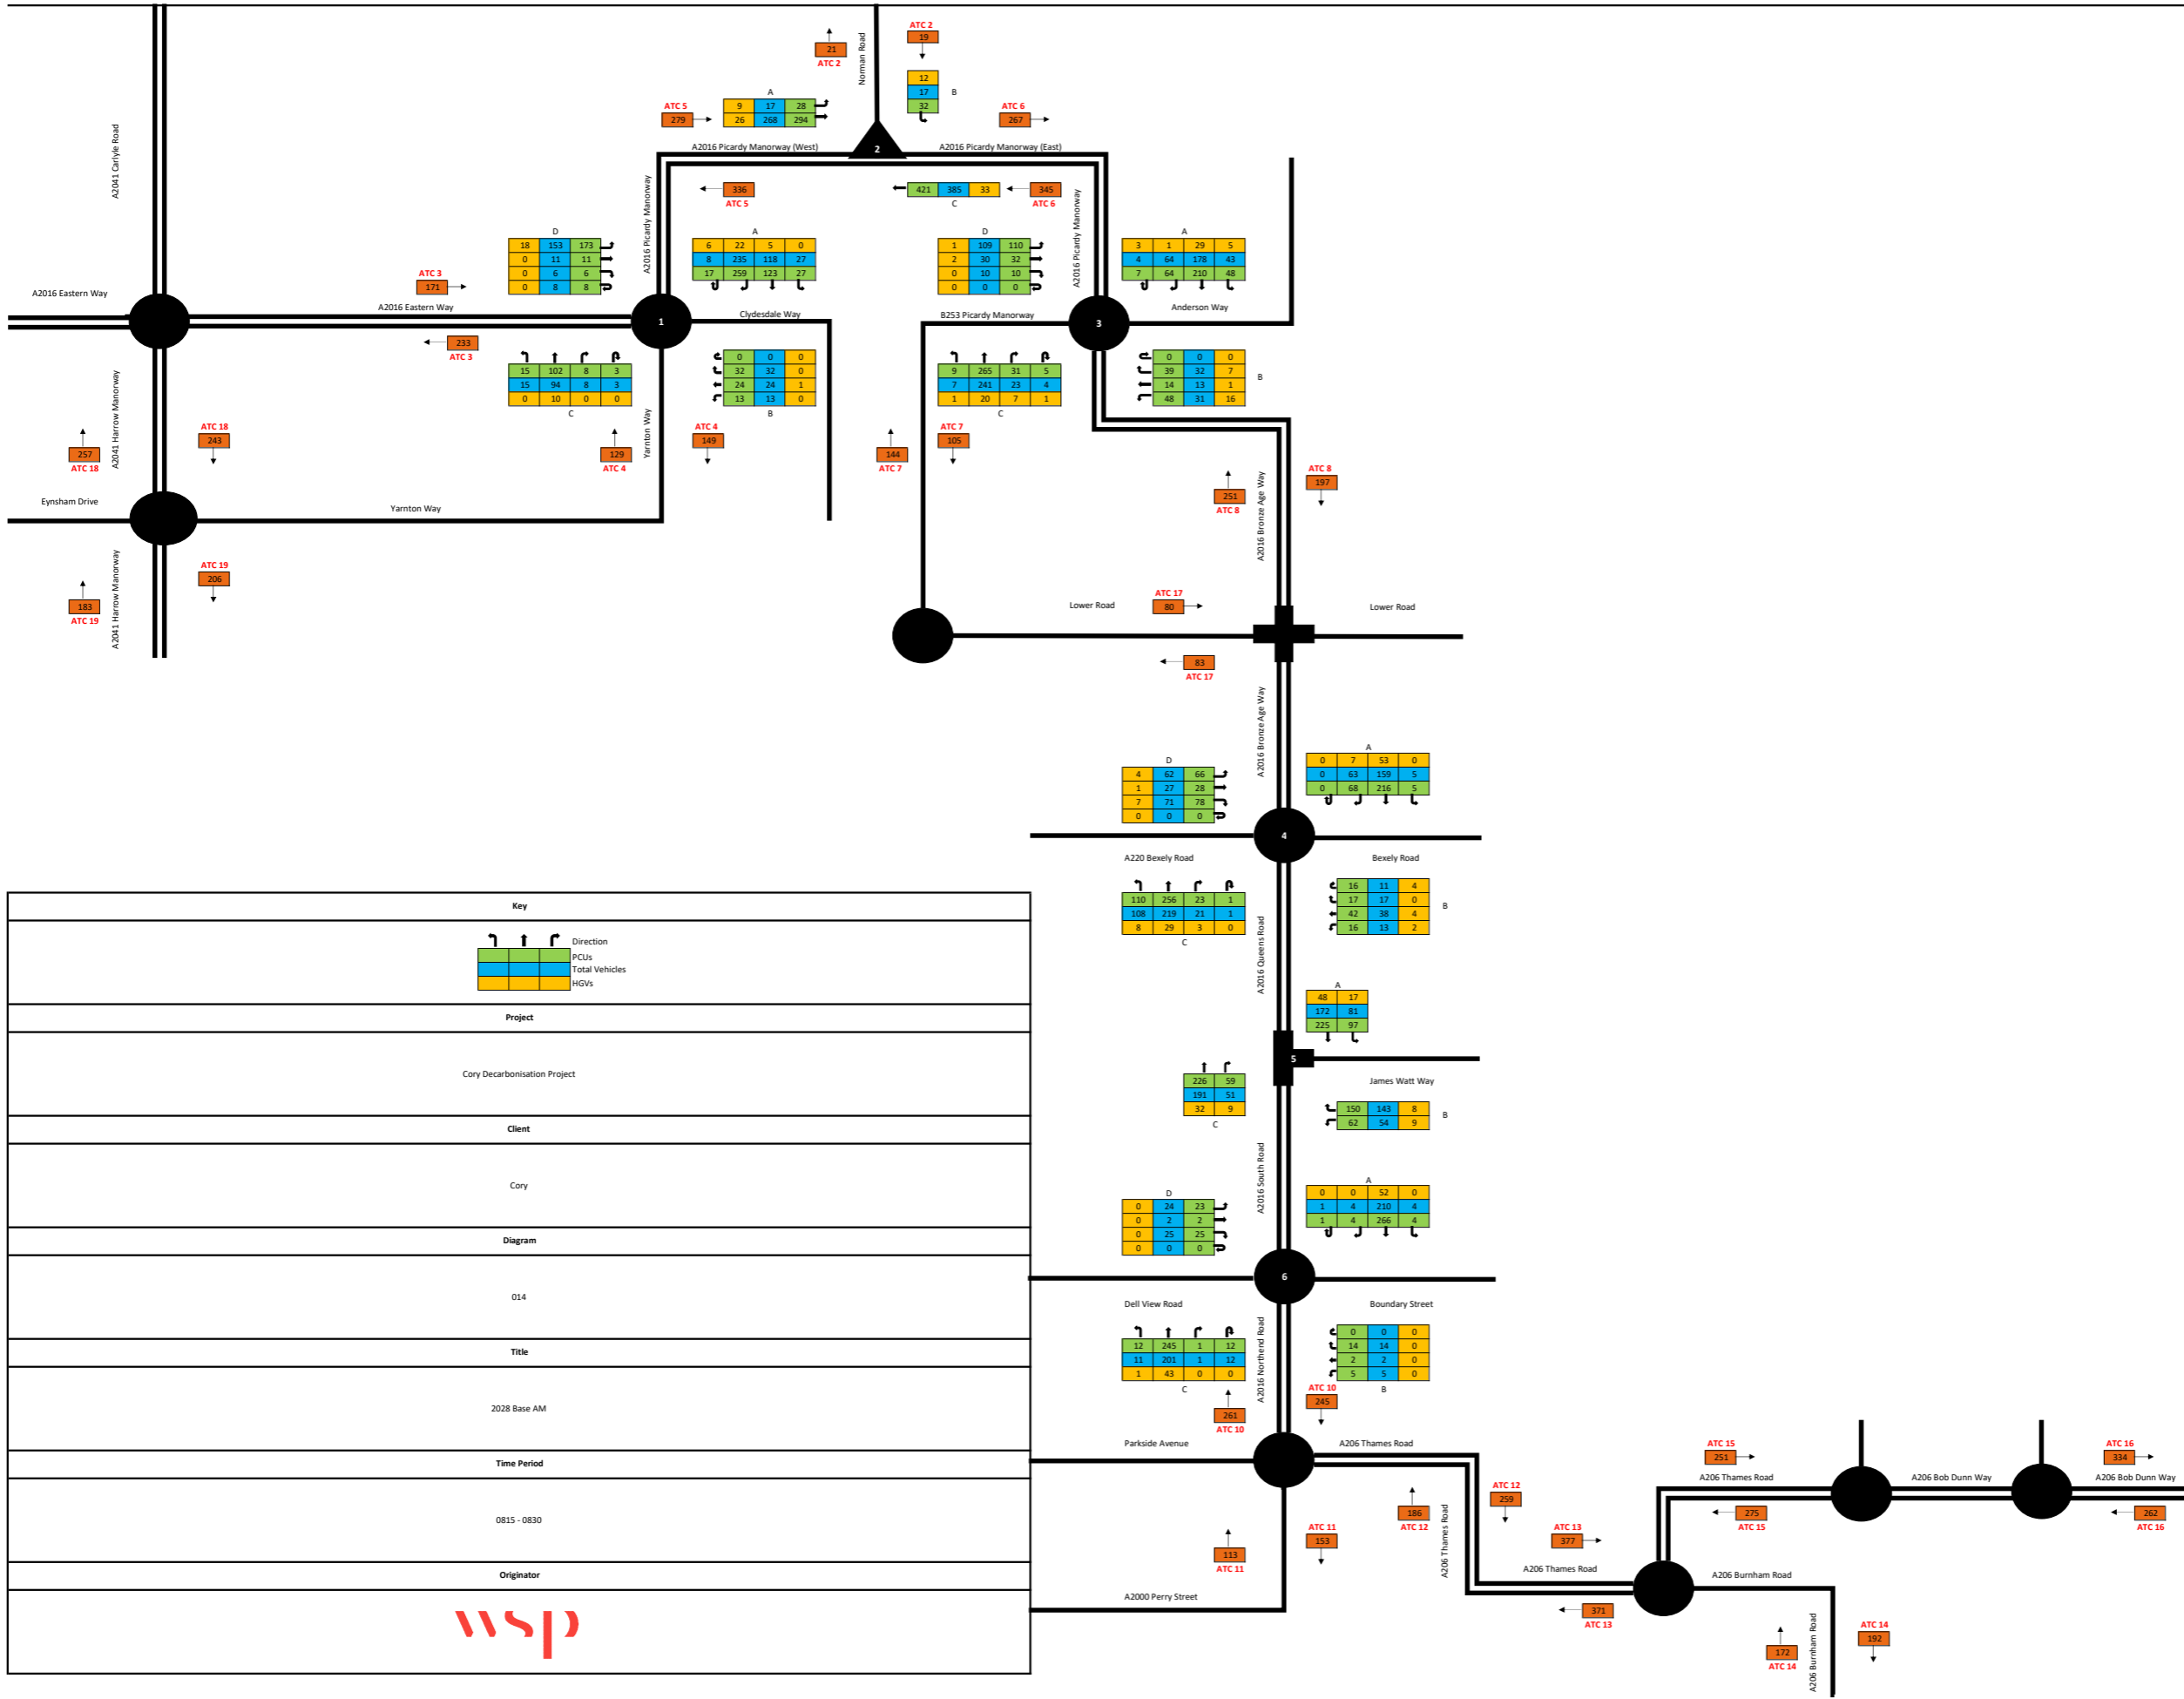 ATC 2
19
21
ATC 2
Norman Road
12
17
32
B
A
9 17 28
26 268 294
ATC 5
279
ATC 6
267
A2016 Picardy Manorway (West)
2
A2016 Picardy Manorway (East)
A2041 Carlyle Road
336
ATC 5
421 385 33
C
345
ATC 6
A2016 Picardy Manorway
A2016 Picardy Manorway
D
18 153 173
0 11 11
0 6 6
0 8 8
A
6 22 5 0
8 235 118 27
17 259 123 27
D
1 109 110
2 30 32
0 10 10
0 0 0
A
3 1 29 5
4 64 178 43
7 64 210 48
ATC 3
171
A2016 Eastern Way
A2016 Eastern Way
1
Clydesdale Way
B253 Picardy Manorway
3
Anderson Way
233
ATC 3
15 102 8 3
15 94 8 3
0 10 0 0
C
0 0 0
32 32 0
24 24 1
13 13 0
B
9 265 31 5
7 241 23 4
1 20 7 1
C
0 0 0
39 32 7
14 13 1
48 31 16
B
A2041 Harrow Manorway
257
ATC 18
ATC 18
243
129
ATC 4
Yarnton Way
ATC 4
149
144
ATC 7
ATC 7
105
251
ATC 8
A2016 Bronze Age Way
ATC 8
197
Eynsham Drive
Yarnton Way
183
ATC 19
A2041 Harrow Manorway
ATC 19
206
Lower Road
ATC 17
80
Lower Road
83
ATC 17
A2016 Bronze Age Way
D
4 62 66
1 27 28
7 71 78
0 0 0
A
0 7 53 0
0 63 159 5
0 68 216 5
4
A220 Bexely Road
Bexely Road
110 256 23 1
108 219 21 1
8 29 3 0
C
A2016 Queens Road
16 11 4
17 17 0
42 38 4
16 13 2
B
A
48 17
172 81
225 97
5
James Watt Way
226 59
191 51
32 9
C
150 143 8
62 54 9
B
A2016 South Road
D
0 24 23
0 2 2
0 25 25
0 0 0
A
0 0 52 0
1 4 210 4
1 4 266 4
6
Dell View Road
Boundary Street
12 245 1 12
11 201 1 12
1 43 0 0
C
A2016 Northend Road
0 0 0
14 14 0
2 2 0
5 5 0
B
261
ATC 10
ATC 10
245
Parkside Avenue
A206 Thames Road
113
ATC 11
ATC 11
153
186
ATC 12
A206 Thames Road
ATC 12
259
ATC 13
377
A206 Thames Road
371
ATC 13
A2000 Perry Street
ATC 15
251
A206 Thames Road
275
ATC 15
A206 Bob Dunn Way
ATC 16
334
A206 Bob Dunn Way
262
ATC 16
A206 Burnham Road
172
ATC 14
A206 Burnham Road
ATC 14
192
Key
Direction
PCUs
Total Vehicles
HGVs
Project
Cory Decarbonisation Project
Client
Cory
Diagram
014
Title
2028 Base AM
Time Period
0815 - 0830
Originator
wsp